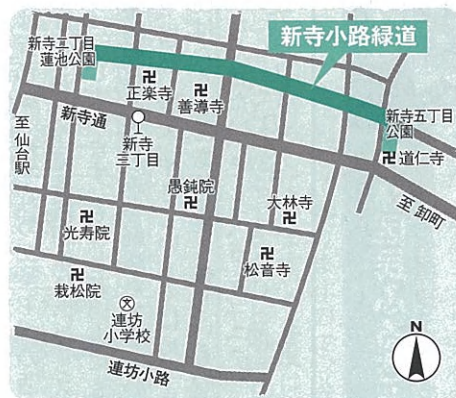 新寺小路緑道
新寺二丁目
蓮池公園
正楽寺
善導寺
新寺五丁目
公園
道仁寺
新寺通
新寺
三丁目
至 仙台駅
愚鈍院
大林寺
至 卸町
光寿院
松音寺
栽松院
文
連坊
小学校
連坊小路
N